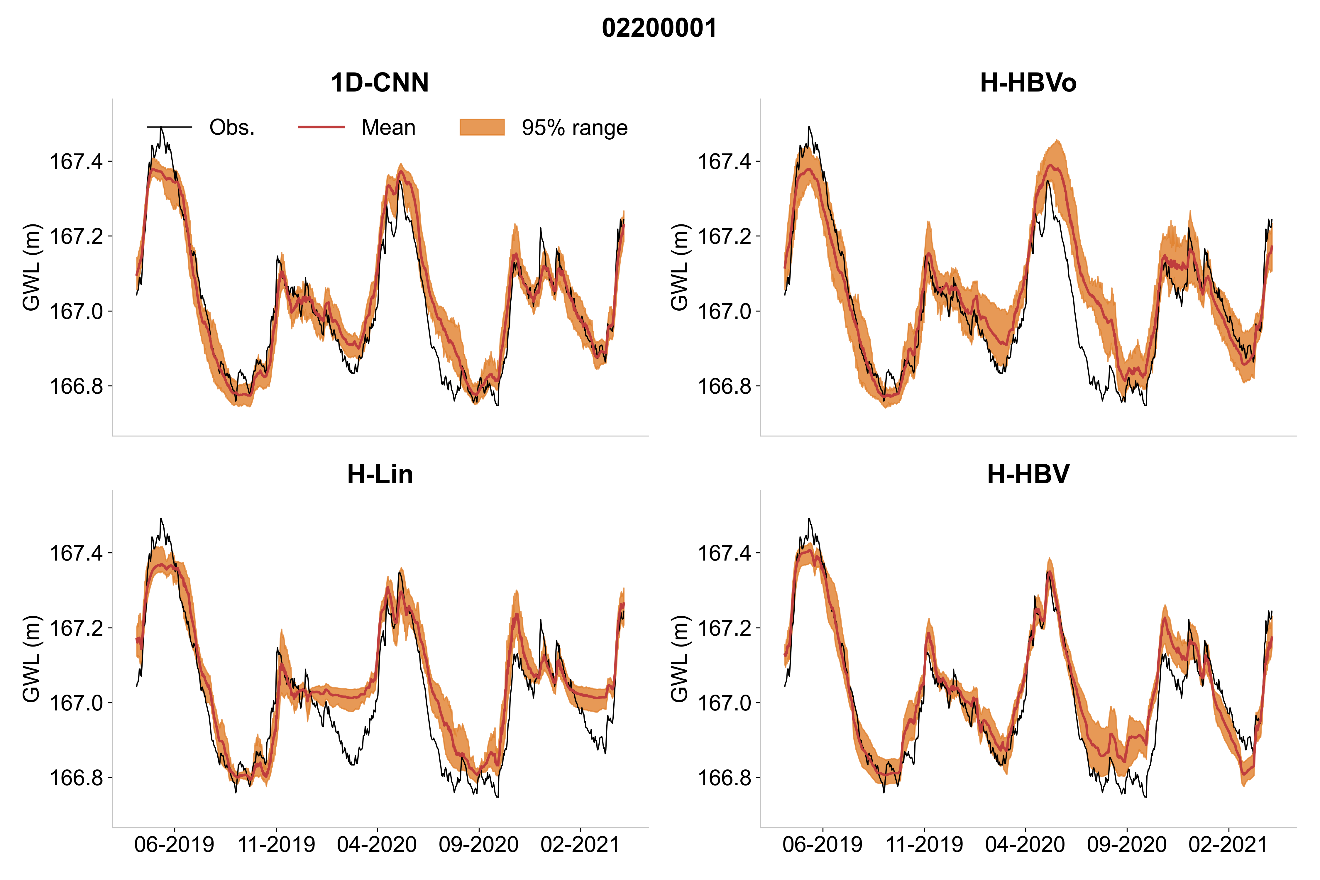 02200001
1D-CNN
H-HBVo
Obs. Mean 95% range
167.4
167.2
167.0
166.8
GWL (m)
167.4
167.2
167.0
166.8
GWL (m)
H-Lin
H-HBV
167.4
167.2
167.0
166.8
GWL (m)
06-2019 11-2019 04-2020 09-2020 02-2021
167.4
167.2
167.0
166.8
GWL (m)
06-2019 11-2019 04-2020 09-2020 02-2021